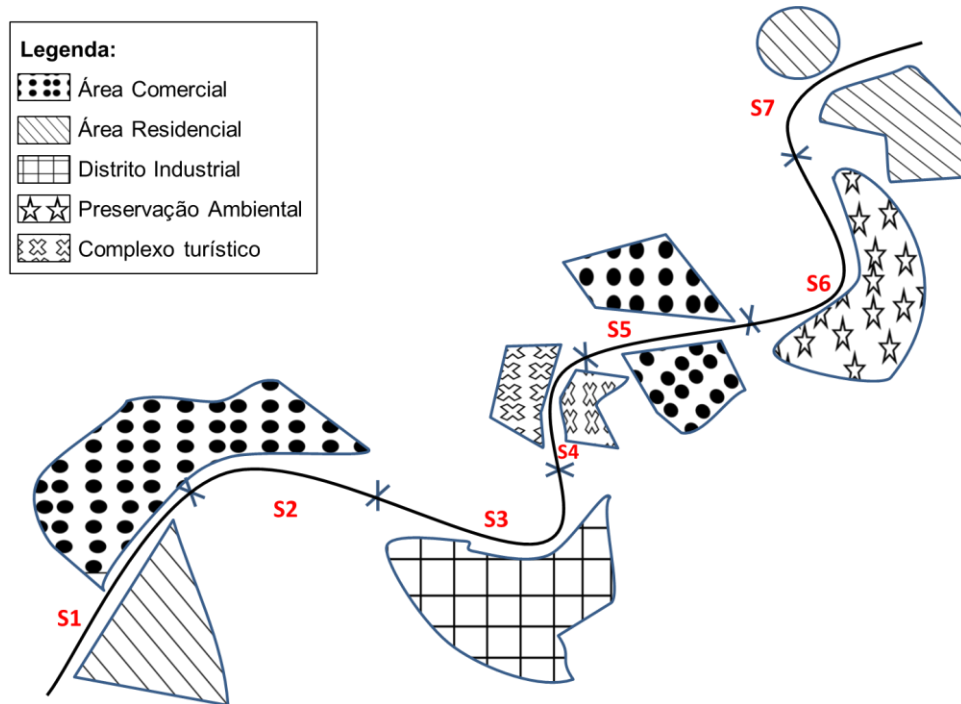 Legenda:
Área Comercial
Área Residencial
Distrito Industrial
Preservação Ambiental
Complexo turístico
S7
S6
S5
S4
S3
S2
S1